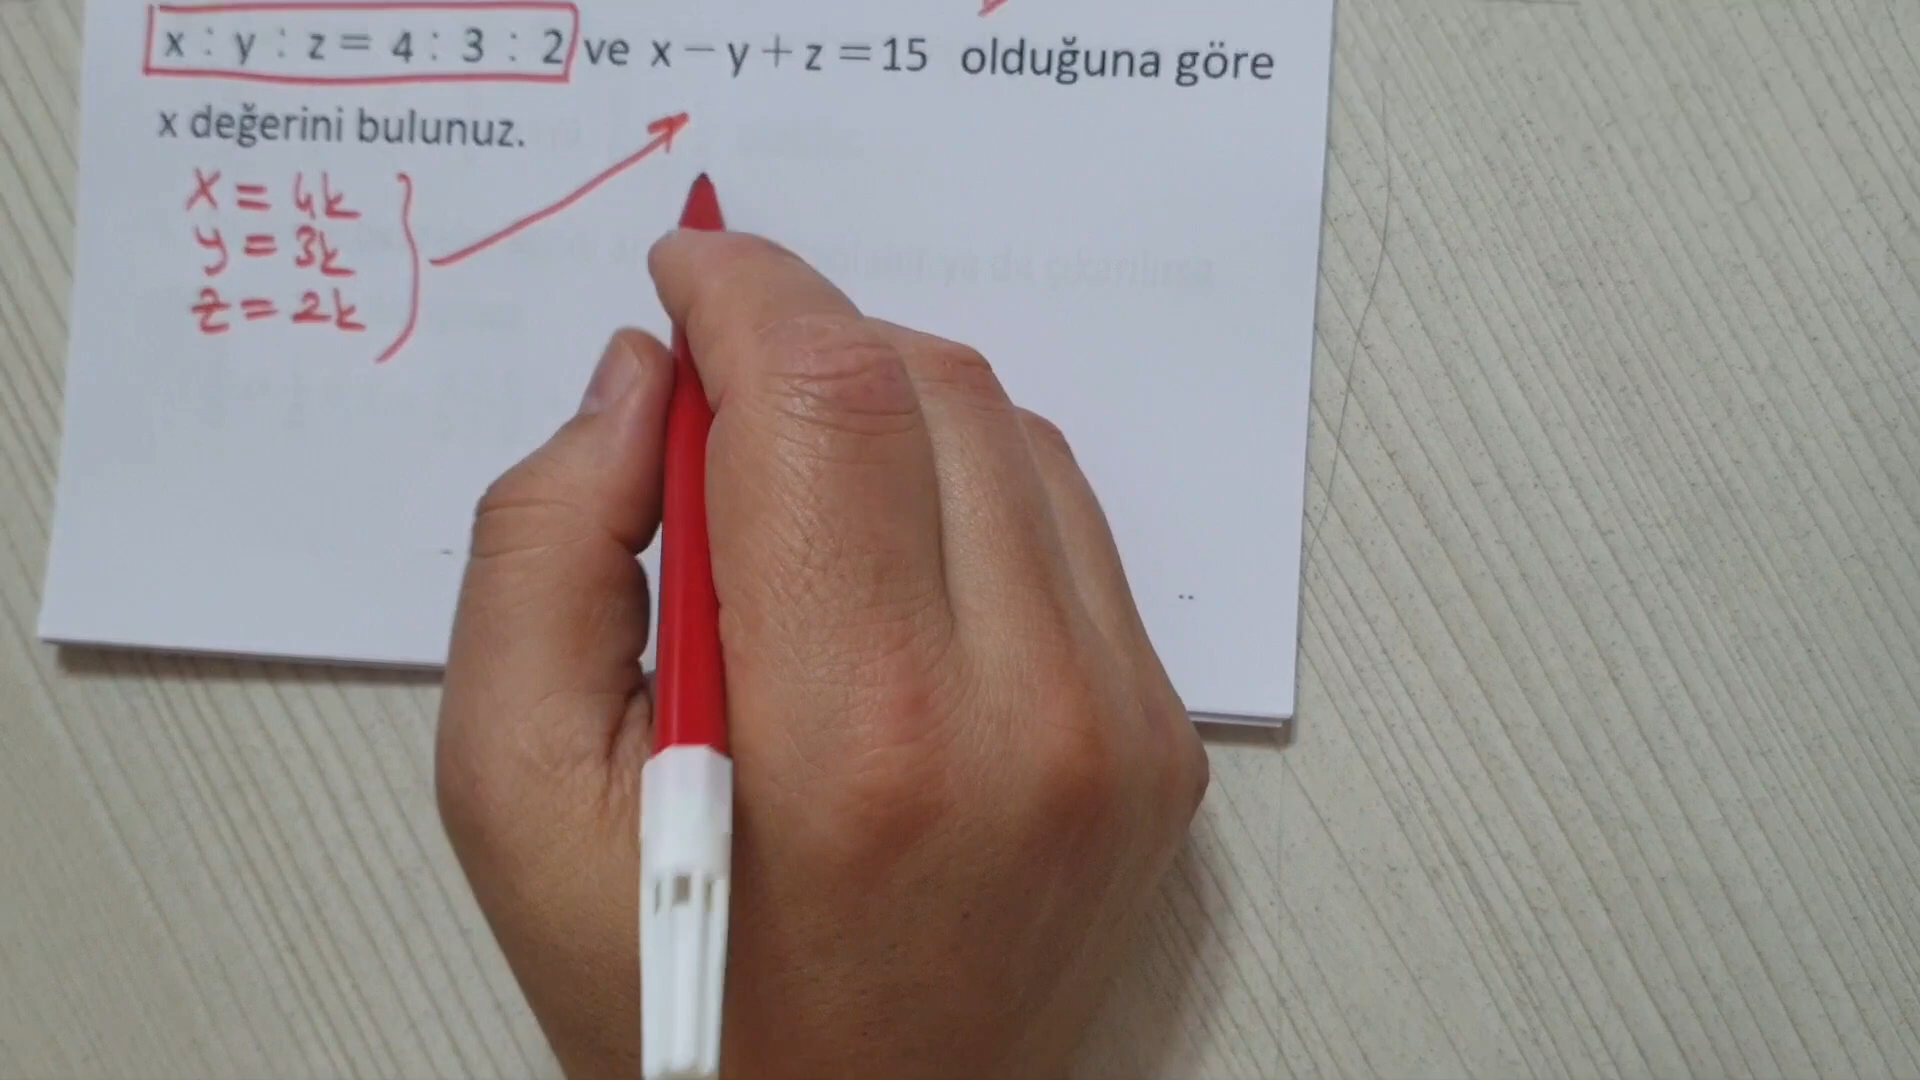 x : y : z = 4 : 3 : 2 ve x − y + z = 15 olduğuna göre
x değerini bulunuz.
x = 4k
y = 3k
z = 2k